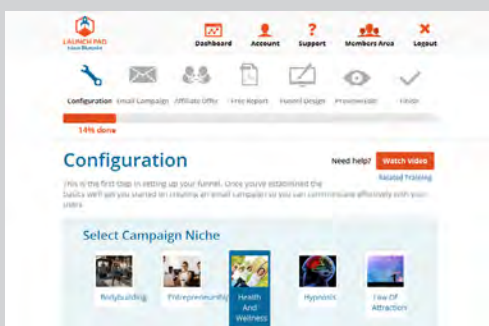 LAUNCH PAD
Dashboard Account Support Members Area Logout
Configuration Email Campaign Affiliate Offer Free Report Funnel Design Finish
14% done
Configuration
Need help? Watch Video
Related Training
This is the first step in setting up your funnel. Once you've established the
basics we'll get you started on creating an email campaign so you can communicate effectively with your
users
Select Campaign Niche
Bodybuilding Entrepreneurship Health And Wellness Hypnosis Law Of Attraction